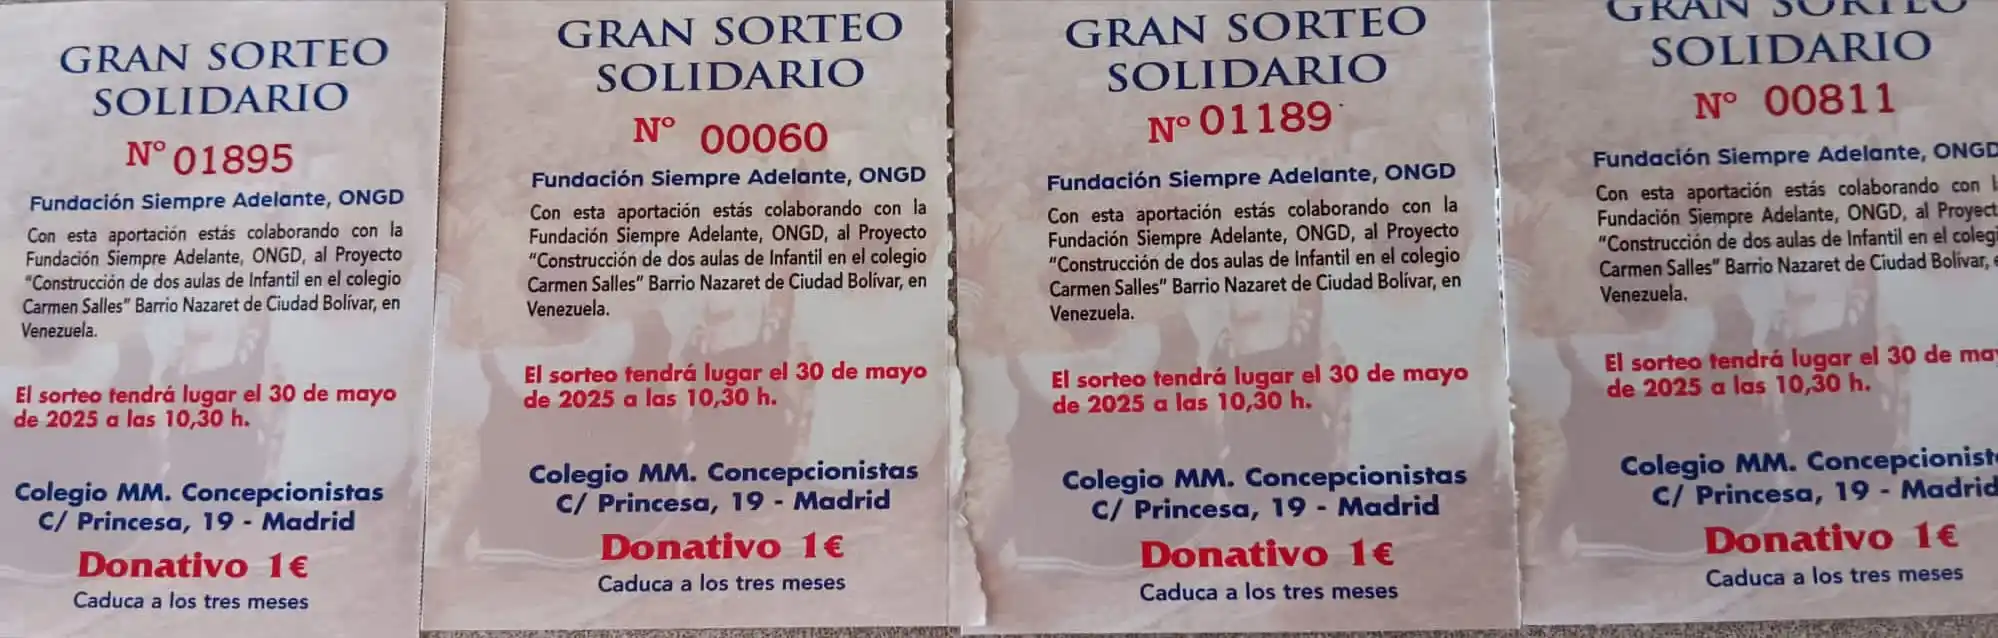 GRAN SORTEO
SOLIDARIO
Nº 01895
Fundación Siempre Adelante, ONGD
Con esta aportación estás colaborando con la
Fundación Siempre Adelante, ONGD, al Proyecto
“Construcción de dos aulas de Infantil en el colegio
Carmen Salles” Barrio Nazaret de Ciudad Bolívar, en
Venezuela.
El sorteo tendrá lugar el 30 de mayo
de 2025 a las 10,30 h.
Colegio MM. Concepcionistas
C/ Princesa, 19 - Madrid
Donativo 1€
Caduca a los tres meses
GRAN SORTEO
SOLIDARIO
Nº 00060
Fundación Siempre Adelante, ONGD
Con esta aportación estás colaborando con la
Fundación Siempre Adelante, ONGD, al Proyecto
“Construcción de dos aulas de Infantil en el colegio
Carmen Salles” Barrio Nazaret de Ciudad Bolívar, en
Venezuela.
El sorteo tendrá lugar el 30 de mayo
de 2025 a las 10,30 h.
Colegio MM. Concepcionistas
C/ Princesa, 19 - Madrid
Donativo 1€
Caduca a los tres meses
GRAN SORTEO
SOLIDARIO
Nº 01189
Fundación Siempre Adelante, ONGD
Con esta aportación estás colaborando con la
Fundación Siempre Adelante, ONGD, al Proyecto
“Construcción de dos aulas de Infantil en el colegio
Carmen Salles” Barrio Nazaret de Ciudad Bolívar, en
Venezuela.
El sorteo tendrá lugar el 30 de mayo
de 2025 a las 10,30 h.
Colegio MM. Concepcionistas
C/ Princesa, 19 - Madrid
Donativo 1€
Caduca a los tres meses
GRAN SORTEO
SOLIDARIO
Nº 00811
Fundación Siempre Adelante, ONGD
Con esta aportación estás colaborando con
Fundación Siempre Adelante, ONGD, al Proyect
“Construcción de dos aulas de Infantil en el colegi
Carmen Salles” Barrio Nazaret de Ciudad Bolívar,
Venezuela.
El sorteo tendrá lugar el 30 de ma
de 2025 a las 10,30 h.
Colegio MM. Concepcionist
C/ Princesa, 19 - Madrid
Donativo 1€
Caduca a los tres meses